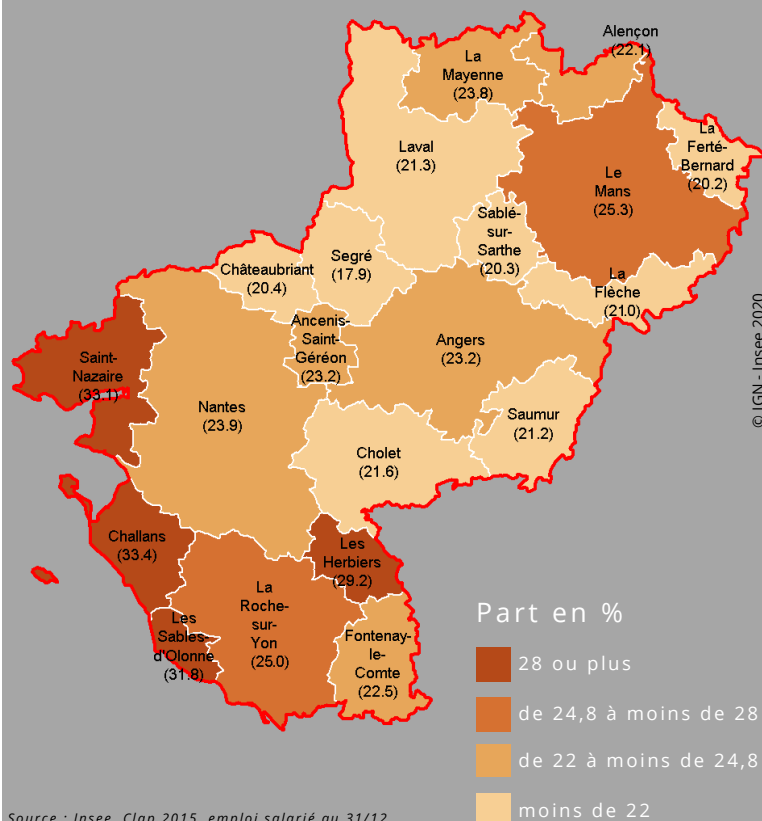 Alençon
(22.1)
La
Mayenne
(23.8)
La
Ferté-
Bernard
(20.2)
Laval
(21.3)
Le
Mans
(25.3)
Sablé-
sur-
Sarthe
(20.3)
Segré
(17.9)
Châteaubriant
(20.4)
La
Flèche
(21.0)
Ancenis-
Saint-
Géréon
(23.2)
Angers
(23.2)
Saint-
Nazaire
(33.1)
Nantes
(23.9)
Saumur
(21.2)
Cholet
(21.6)
Challans
(33.4)
Les
Herbiers
(29.2)
La
Roche-
sur-
Yon
(25.0)
Les
Sables-
d'Olonne
(31.8)
Fontenay-
le-
Comte
(22.5)
© IGN - Insee 2020
Part en %
28 ou plus
de 24,8 à moins de 28
de 22 à moins de 24,8
moins de 22
Source : Insee, Clap 2015, emploi salarié au 31/12